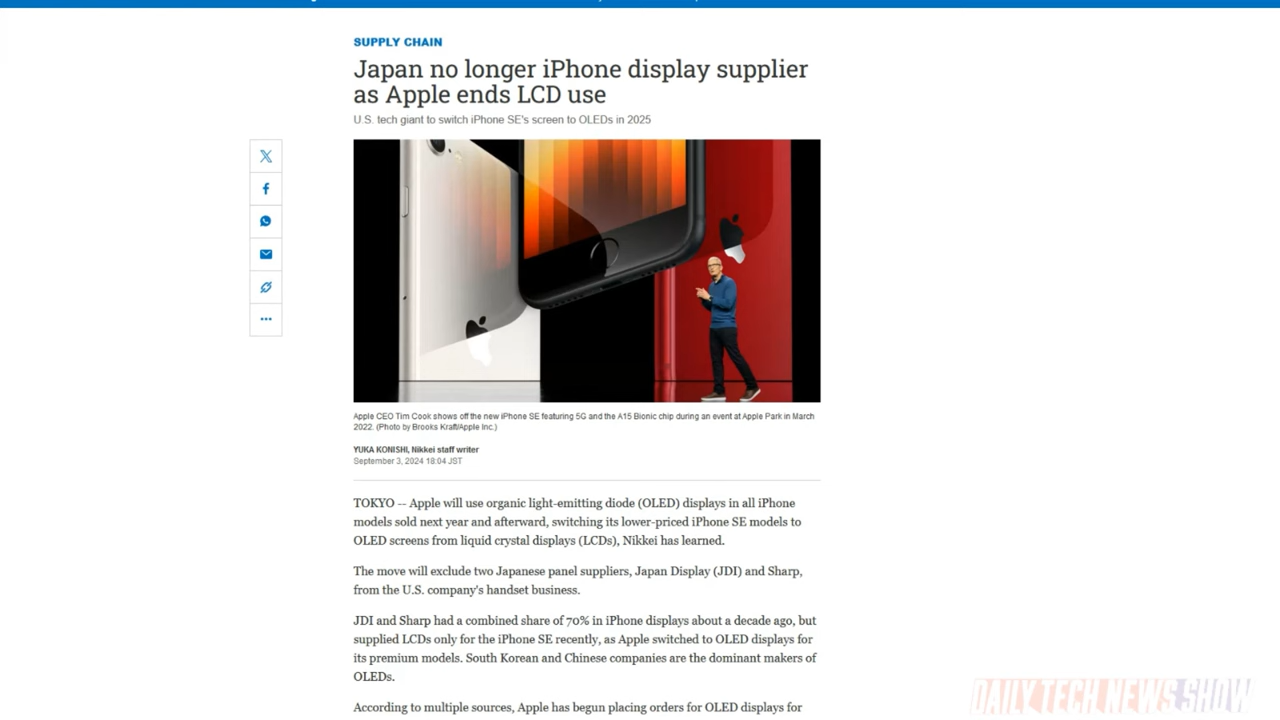 SUPPLY CHAIN
Japan no longer iPhone display supplier
as Apple ends LCD use
U.S. tech giant to switch iPhone SE's screen to OLEDs in 2025
Apple CEO Tim Cook shows off the new iPhone SE featuring 5G and the A15 Bionic chip during an event at Apple Park in March
2022. (Photo by Brooks Kraft/Apple Inc.)
YUKA KONISHI, Nikkei staff writer
September 3, 2024 18:04 JST
TOKYO -- Apple will use organic light-emitting diode (OLED) displays in all iPhone
models sold next year and afterward, switching its lower-priced iPhone SE models to
OLED screens from liquid crystal displays (LCDs), Nikkei has learned.
The move will exclude two Japanese panel suppliers, Japan Display (JDI) and Sharp,
from the U.S. company's handset business.
JDI and Sharp had a combined share of 70% in iPhone displays about a decade ago, but
supplied LCDs only for the iPhone SE recently, as Apple switched to OLED displays for
its premium models. South Korean and Chinese companies are the dominant makers of
OLEDs.
According to multiple sources, Apple has begun placing orders for OLED displays for
DAILY TECH NEWS SHOW